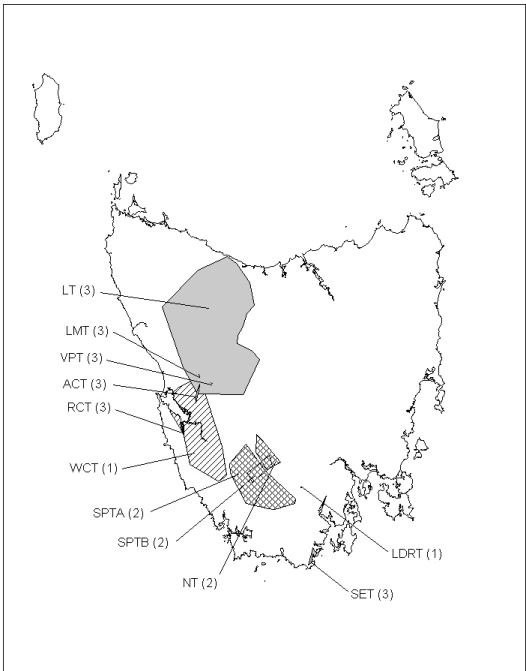 LT (3)
LMT (3)
VPT (3)
ACT (3)
RCT (3)
WCT (1)
SPTA (2)
SPTB (2)
NT (2)
LDRT (1)
SET (3)